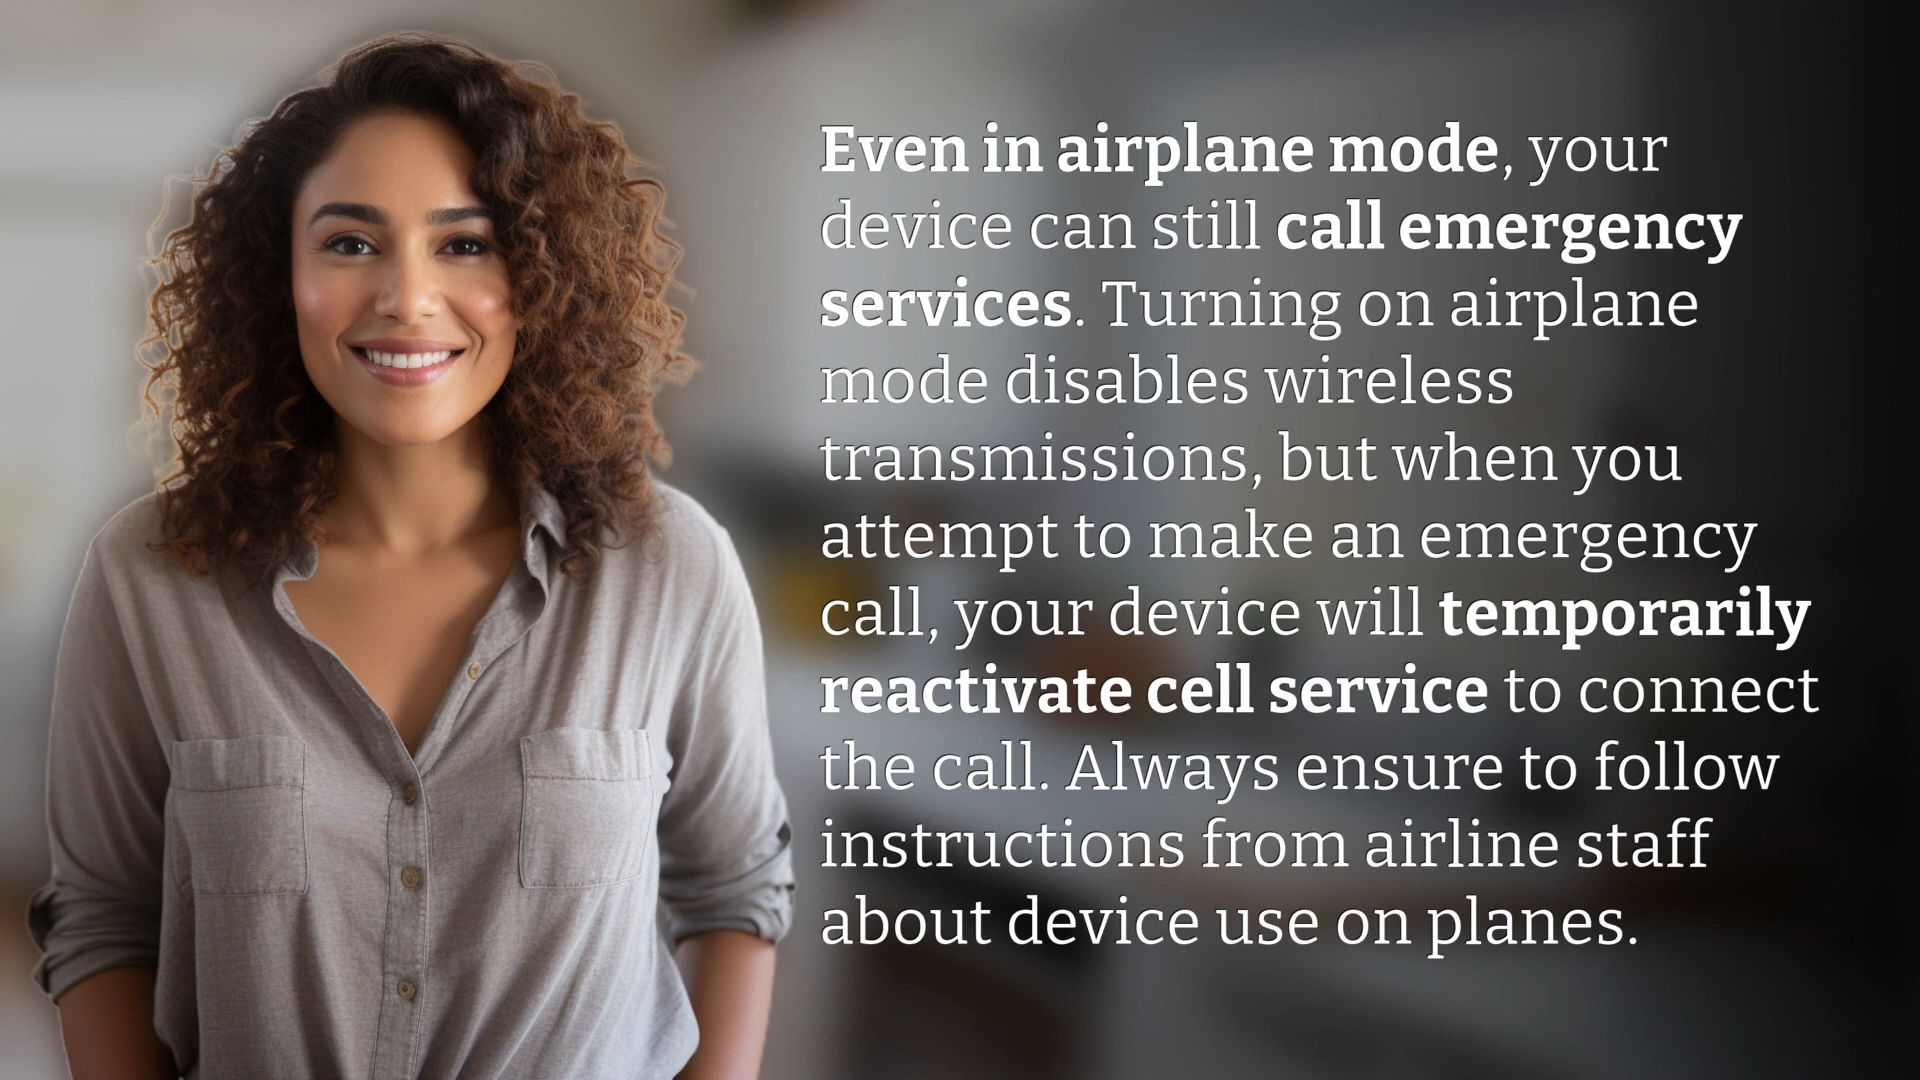 Even in airplane mode, your
device can still call emergency
services. Turning on airplane
mode disables wireless
transmissions, but when you
attempt to make an emergency
call, your device will temporarily
reactivate cell service to connect
the call. Always ensure to follow
instructions from airline staff
about device use on planes.